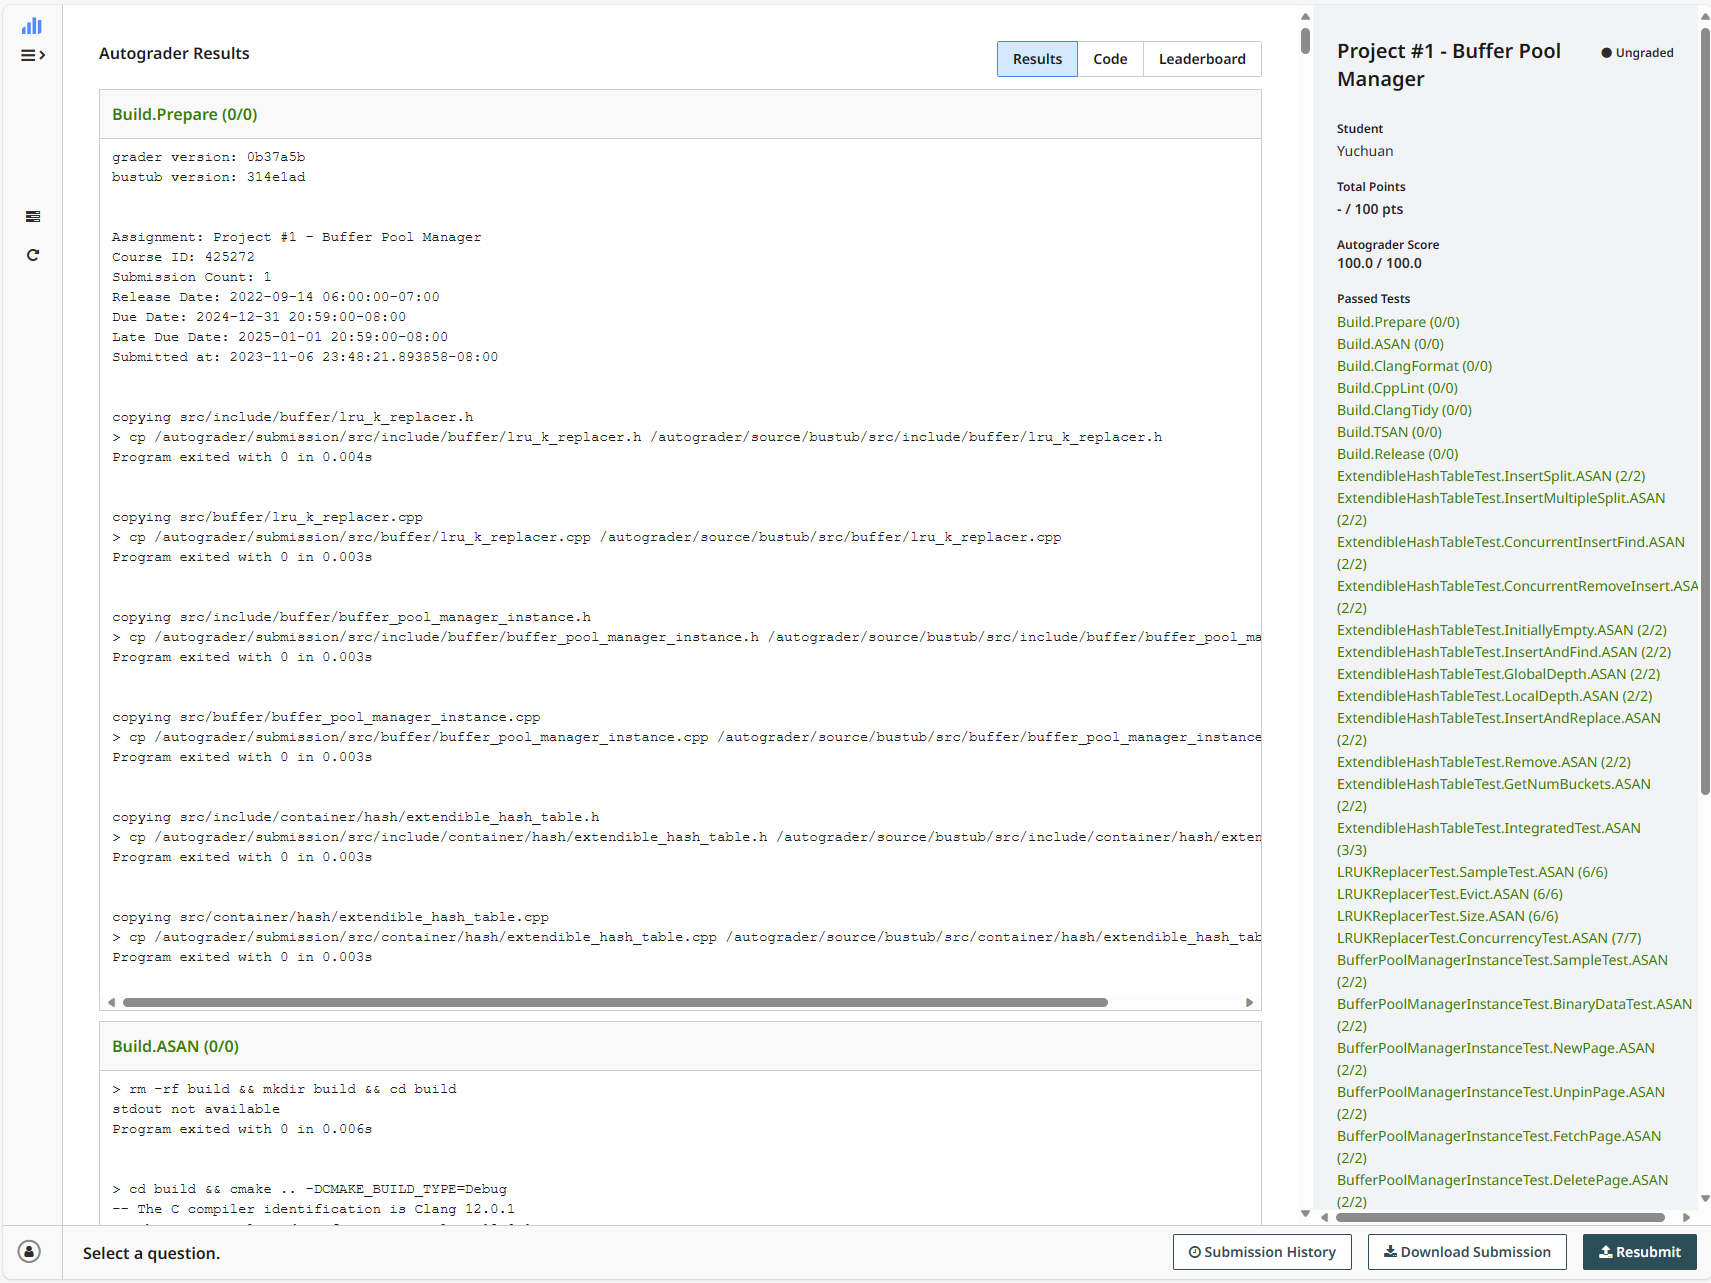 Autograder Results
Results
Code
Leaderboard
Build.Prepare (0/0)
grader version: 0b37a5b
bustub version: 314e1ad
Assignment: Project #1 - Buffer Pool Manager
Course ID: 425272
Submission Count: 1
Release Date: 2022-09-14 06:00:00-07:00
Due Date: 2024-12-31 20:59:00-08:00
Late Due Date: 2025-01-01 20:59:00-08:00
Submitted at: 2023-11-06 23:48:21.893858-08:00
copying src/include/buffer/lru_k_replacer.h
> cp /autograder/submission/src/include/buffer/lru_k_replacer.h /autograder/source/bustub/src/include/buffer/lru_k_replacer.h
Program exited with 0 in 0.004s
copying src/buffer/lru_k_replacer.cpp
> cp /autograder/submission/src/buffer/lru_k_replacer.cpp /autograder/source/bustub/src/buffer/lru_k_replacer.cpp
Program exited with 0 in 0.003s
copying src/include/buffer/buffer_pool_manager_instance.h
> cp /autograder/submission/src/include/buffer/buffer_pool_manager_instance.h /autograder/source/bustub/src/include/buffer/buffer_pool_ma
Program exited with 0 in 0.003s
copying src/buffer/buffer_pool_manager_instance.cpp
> cp /autograder/submission/src/buffer/buffer_pool_manager_instance.cpp /autograder/source/bustub/src/buffer/buffer_pool_manager_instance
Program exited with 0 in 0.003s
copying src/include/container/hash/extendible_hash_table.h
> cp /autograder/submission/src/include/container/hash/extendible_hash_table.h /autograder/source/bustub/src/include/container/hash/exten
Program exited with 0 in 0.003s
copying src/container/hash/extendible_hash_table.cpp
> cp /autograder/submission/src/container/hash/extendible_hash_table.cpp /autograder/source/bustub/src/container/hash/extendible_hash_tab
Program exited with 0 in 0.003s
Build.ASAN (0/0)
> rm -rf build && mkdir build && cd build
stdout not available
Program exited with 0 in 0.006s
> cd build && cmake .. -DCMAKE_BUILD_TYPE=Debug
-- The C compiler identification is Clang 12.0.1
Project #1 - Buffer Pool
Manager
Ungraded
Student
Yuchuan
Total Points
- / 100 pts
Autograder Score
100.0 / 100.0
Passed Tests
Build.Prepare (0/0)
Build.ASAN (0/0)
Build.ClangFormat (0/0)
Build.CppLint (0/0)
Build.ClangTidy (0/0)
Build.TSAN (0/0)
Build.Release (0/0)
ExtendibleHashTableTest.InsertSplit.ASAN (2/2)
ExtendibleHashTableTest.InsertMultipleSplit.ASAN
(2/2)
ExtendibleHashTableTest.ConcurrentInsertFind.ASAN
(2/2)
ExtendibleHashTableTest.ConcurrentRemoveInsert.ASA
(2/2)
ExtendibleHashTableTest.InitiallyEmpty.ASAN (2/2)
ExtendibleHashTableTest.InsertAndFind.ASAN (2/2)
ExtendibleHashTableTest.GlobalDepth.ASAN (2/2)
ExtendibleHashTableTest.LocalDepth.ASAN (2/2)
ExtendibleHashTableTest.InsertAndReplace.ASAN
(2/2)
ExtendibleHashTableTest.Remove.ASAN (2/2)
ExtendibleHashTableTest.GetNumBuckets.ASAN
(2/2)
ExtendibleHashTableTest.IntegratedTest.ASAN
(3/3)
LRUKReplacerTest.SampleTest.ASAN (6/6)
LRUKReplacerTest.Evict.ASAN (6/6)
LRUKReplacerTest.Size.ASAN (6/6)
LRUKReplacerTest.ConcurrencyTest.ASAN (7/7)
BufferPoolManagerInstanceTest.SampleTest.ASAN
(2/2)
BufferPoolManagerInstanceTest.BinaryDataTest.ASAN
(2/2)
BufferPoolManagerInstanceTest.NewPage.ASAN
(2/2)
BufferPoolManagerInstanceTest.UnpinPage.ASAN
(2/2)
BufferPoolManagerInstanceTest.FetchPage.ASAN
(2/2)
BufferPoolManagerInstanceTest.DeletePage.ASAN
(2/2)
Select a question.
Submission History
Download Submission
Resubmit